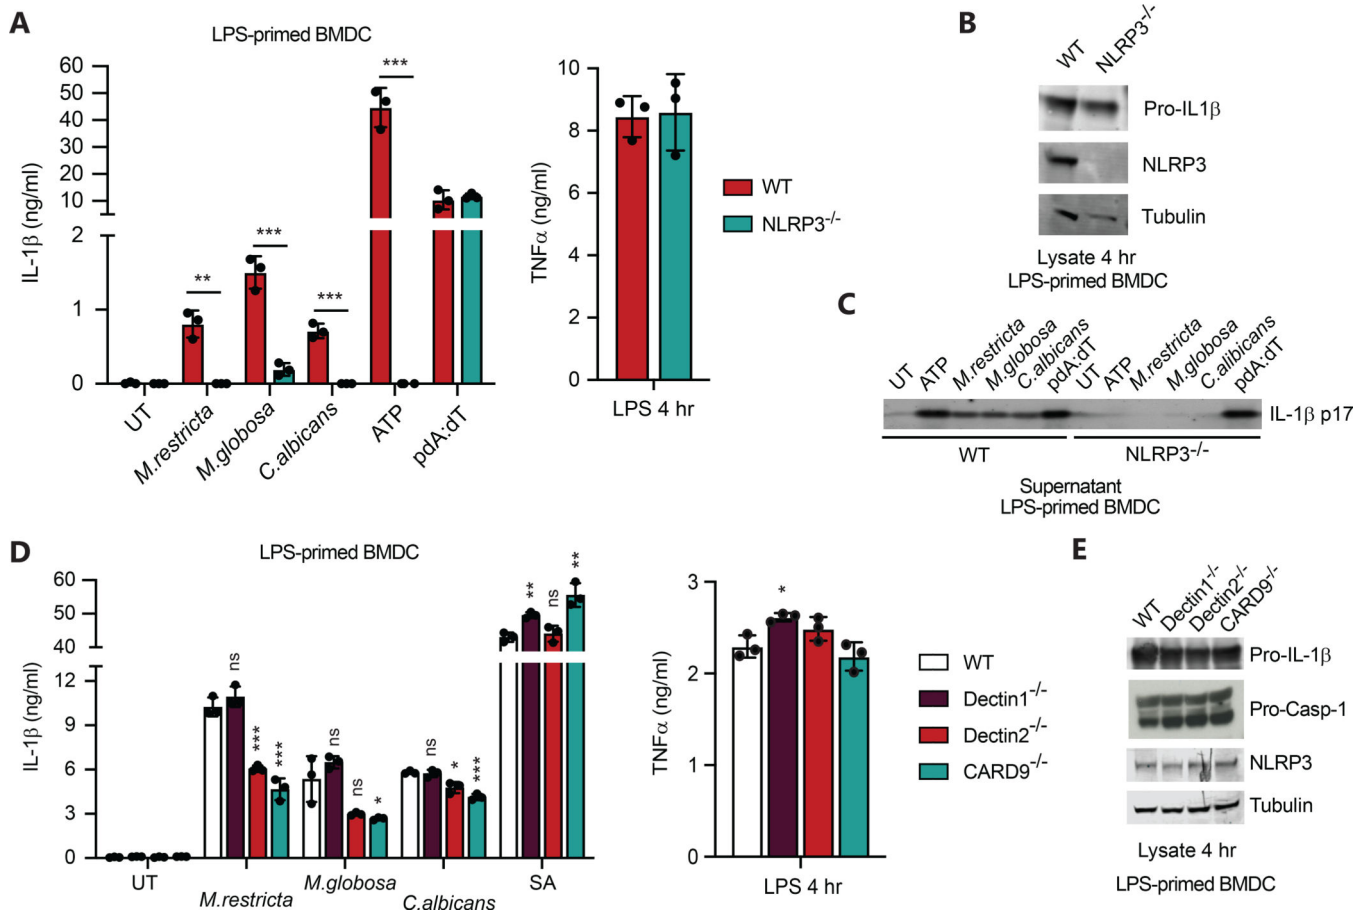 A
LPS-primed BMDC
IL-1β (ng/ml)
60
50
40
30
20
10
2
1
0
***
**
***
***
UT
M.restricta
M.globosa
C.albicans
ATP
pdA:dT
TNFα (ng/ml)
10
8
6
4
2
0
LPS 4 hr
WT
NLRP3-/-
B
WT
NLRP3-/-
Pro-IL1β
NLRP3
Tubulin
Lysate 4 hr
LPS-primed BMDC
C
UT
ATP
M.restricta
M.globosa
C.albicans
pdA:dT
UT
ATP
M.restricta
M.globosa
C.alibicans
pdA:dT
IL-1β p17
WT
NLRP3-/-
Supernatant
LPS-primed BMDC
D
LPS-primed BMDC
IL-1β (ng/ml)
60
50
40
12
9
6
3
0
ns
***
***
ns
ns
*
ns
*
***
**
ns
**
UT
M.restricta
M.globosa
C.albicans
SA
TNFα (ng/ml)
3
2
1
0
*
LPS 4 hr
WT
Dectin1-/-
Dectin2-/-
CARD9-/-
E
WT
Dectin1-/-
Dectin2-/-
CARD9-/-
Pro-IL-1β
Pro-Casp-1
NLRP3
Tubulin
Lysate 4 hr
LPS-primed BMDC